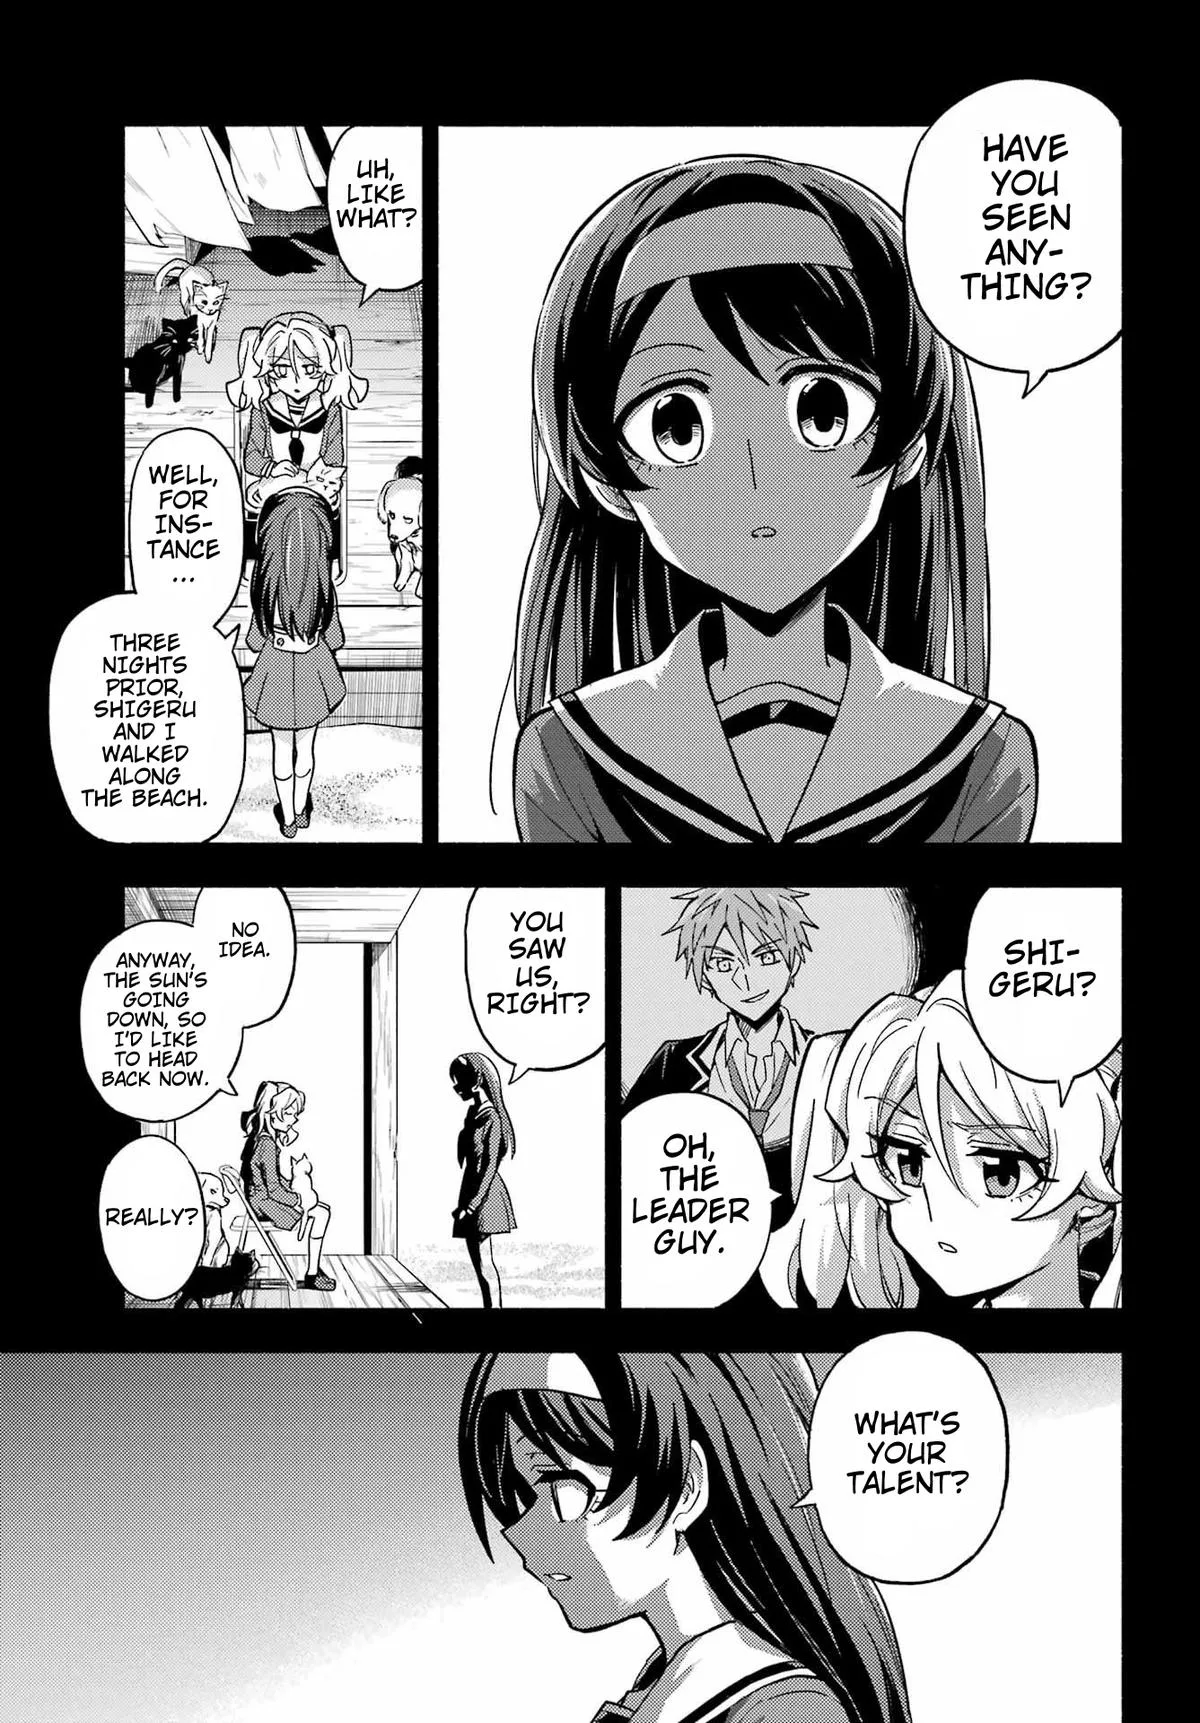 HAVE
YOU
SEEN
ANY-
THING?
UH,
LIKE
WHAT?
WELL,
FOR
INS-
TANCE
...
THREE
NIGHTS
PRIOR,
SHIGERU
AND I
WALKED
ALONG
THE BEACH.
SHI-
GERU?
OH,
THE
LEADER
GUY.
YOU
SAW
US,
RIGHT?
NO
IDEA.
ANYWAY,
THE SUN'S
GOING
DOWN, SO
I'D LIKE
TO HEAD
BACK NOW.
REALLY?
WHAT'S
YOUR
TALENT?